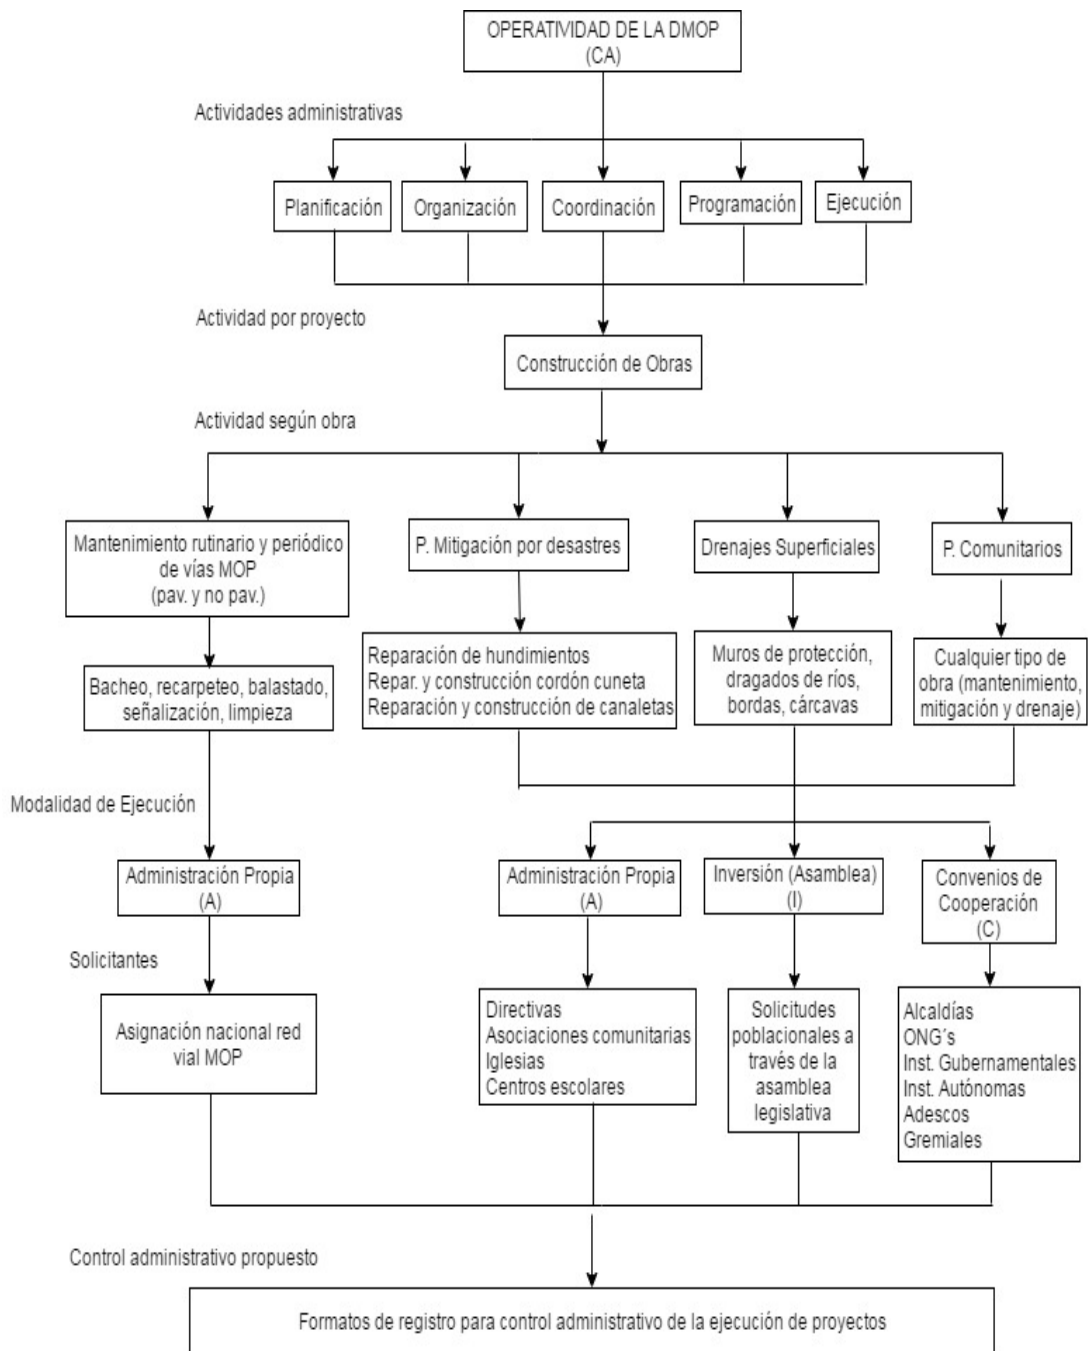 OPERATIVIDAD DE LA DMOP
(CA)
Actividades administrativas
Planificación
Organización
Coordinación
Programación
Ejecución
Actividad por proyecto
Construcción de Obras
Actividad según obra
Mantenimiento rutinario y periódico
de vías MOP
(pav. y no pav.)
P. Mitigación por desastres
Drenajes Superficiales
P. Comunitarios
Bacheo, recarpeteo, balastado,
señalización, limpieza
Reparación de hundimientos
Repar. y construcción cordón cuneta
Reparación y construcción de canaletas
Muros de protección,
dragados de ríos,
bordas, cárcavas
Cualquier tipo de
obra (mantenimiento,
mitigación y drenaje)
Modalidad de Ejecución
Administración Propia
(A)
Administración Propia
(A)
Inversión (Asamblea)
(I)
Convenios de
Cooperación
(C)
Solicitantes
Asignación nacional red
vial MOP
Directivas
Asociaciones comunitarias
Iglesias
Centros escolares
Solicitudes
poblacionales a
través de la
asamblea
legislativa
Alcaldías
ONG´s
Inst. Gubernamentales
Inst. Autónomas
Adescos
Gremiales
Control administrativo propuesto
Formatos de registro para control administrativo de la ejecución de proyectos